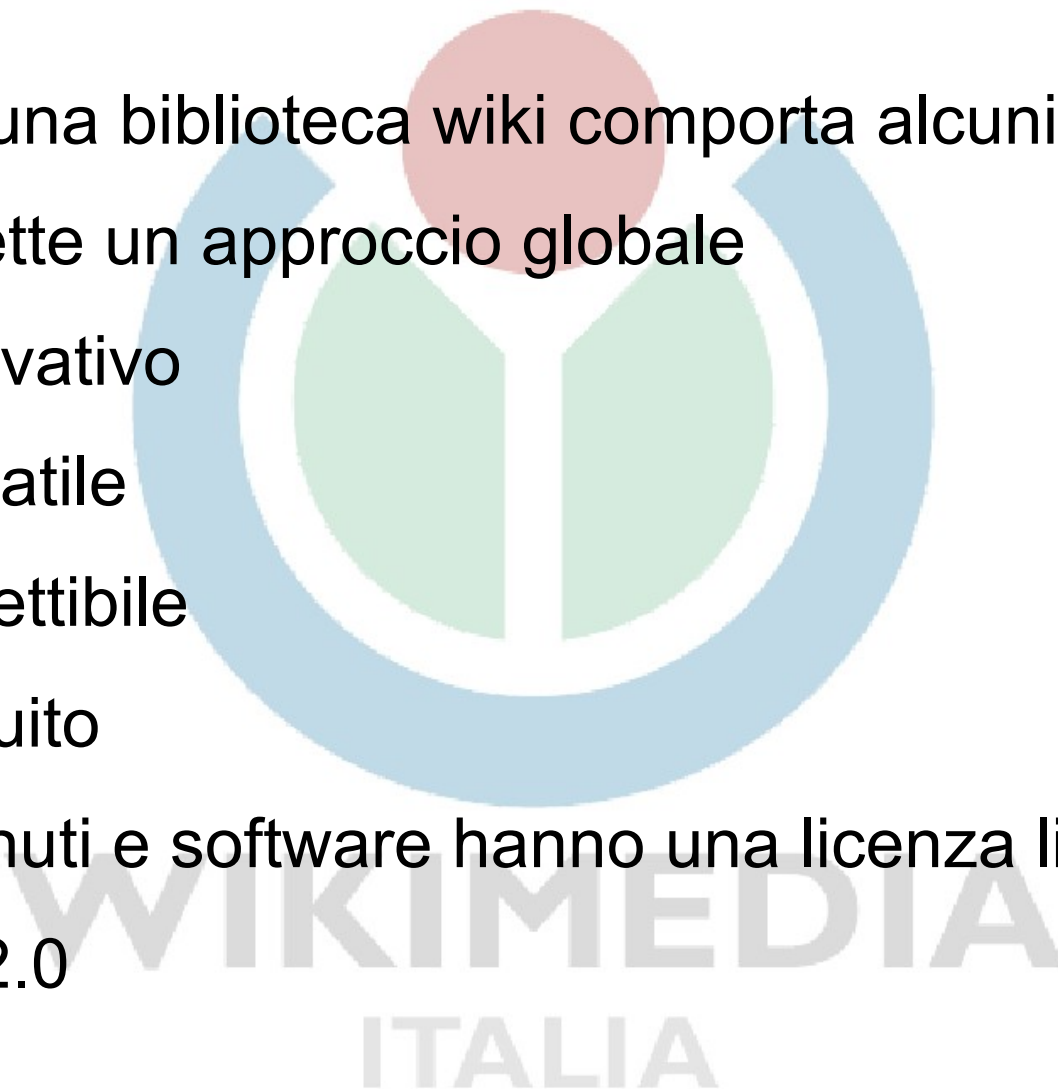 una biblioteca wiki comporta alcuni
ette un approccio globale
vativo
atile
ettibile
uito
nuti e software hanno una licenza li
2.0
WIKIMEDIA
ITALIA